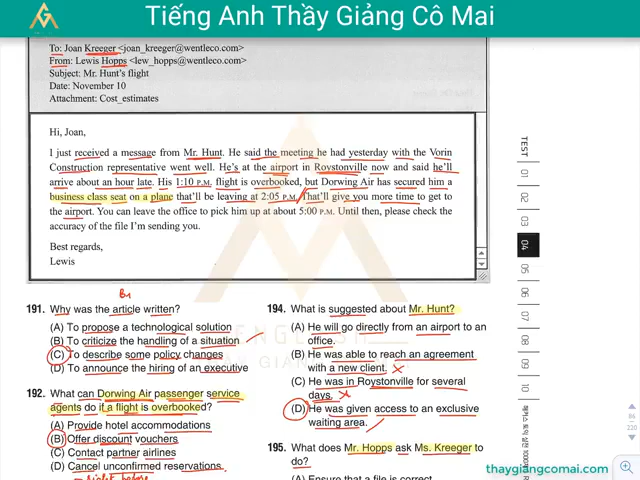 Tiếng Anh Thầy Giảng Cô Mai
To: Joan Kreeger <joan_kreeger@wentleco.com>
From: Lewis Hopps <lew_hopps@wentleco.com>
Subject: Mr. Hunt's flight
Date: November 10
Attachment: Cost_estimates
Hi, Joan,
I just received a message from Mr. Hunt. He said the meeting he had yesterday with the Vorin
Construction representative went well. He's at the airport in Roystonville now and said he'll
arrive about an hour late. His 1:10 P.M. flight is overbooked, but Dorwing Air has secured him a
business class seat on a plane that'll be leaving at 2:05 P.M. That'll give you more time to get to
the airport. You can leave the office to pick him up at about 5:00 P.M. Until then, please check the
accuracy of the file I'm sending you.
Best regards,
Lewis
191. Why was the article written?
(A) To propose a technological solution
(B) To criticize the handling of a situation
(C) To describe some policy changes
(D) To announce the hiring of an executive
192. What can Dorwing Air passenger service
agents do if a flight is overbooked?
(A) Provide hotel accommodations
(B) Offer discount vouchers
(C) Contact partner airlines
(D) Cancel unconfirmed reservations.
194. What is suggested about Mr. Hunt?
(A) He will go directly from an airport to an
office.
(B) He was able to reach an agreement
with a new client.
(C) He was in Roystonville for several
days.
(D) He was given access to an exclusive
waiting area.
195. What does Mr. Hopps ask Ms. Kreeger to
do?
(A) Ensure that a file is correct
TEST
01
02
03
04
05
06
07
08
09
10
86
220
thaygiangcomai.com